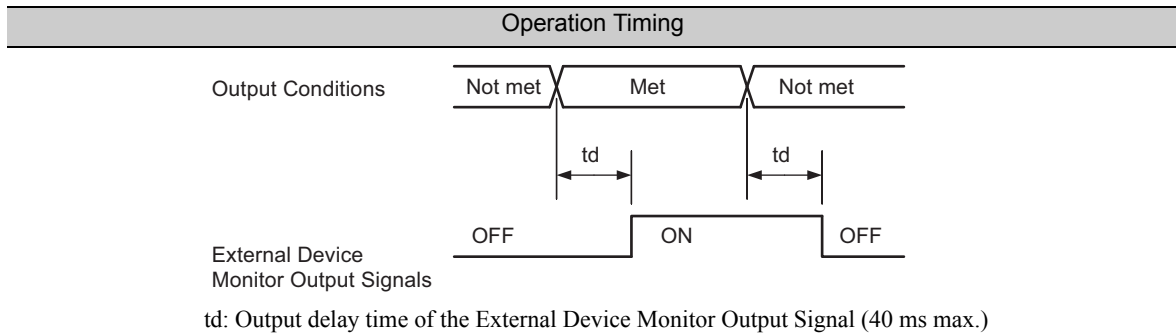 Operation Timing
Output Conditions
Not met
Met
Not met
td
td
OFF
ON
OFF
External Device
Monitor Output Signals
td: Output delay time of the External Device Monitor Output Signal (40 ms max.)